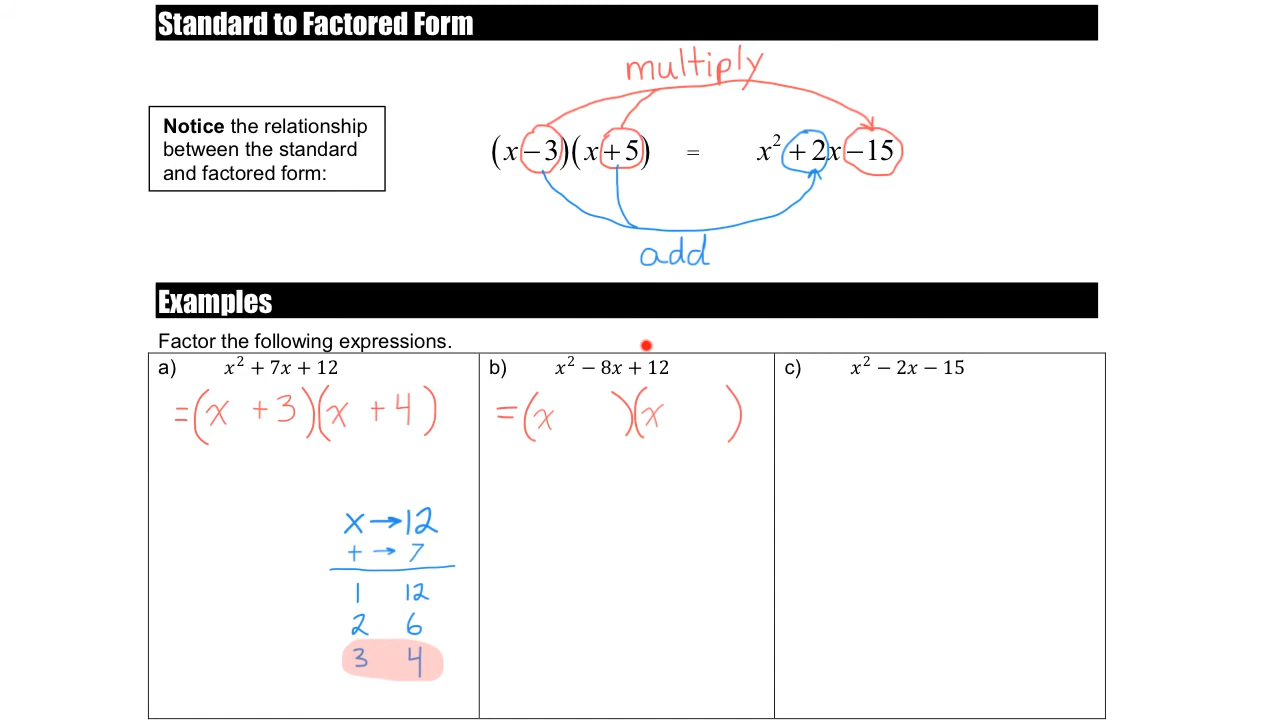 Standard to Factored Form
multiply
Notice the relationship
between the standard
and factored form:
(x − 3)(x + 5) = x² + 2x − 15
add
Examples
Factor the following expressions.
a) x² + 7x + 12
= (x + 3)(x + 4)
x → 12
+ → 7
1 12
2 6
3 4
b) x² − 8x + 12
= (x )(x )
c) x² − 2x − 15